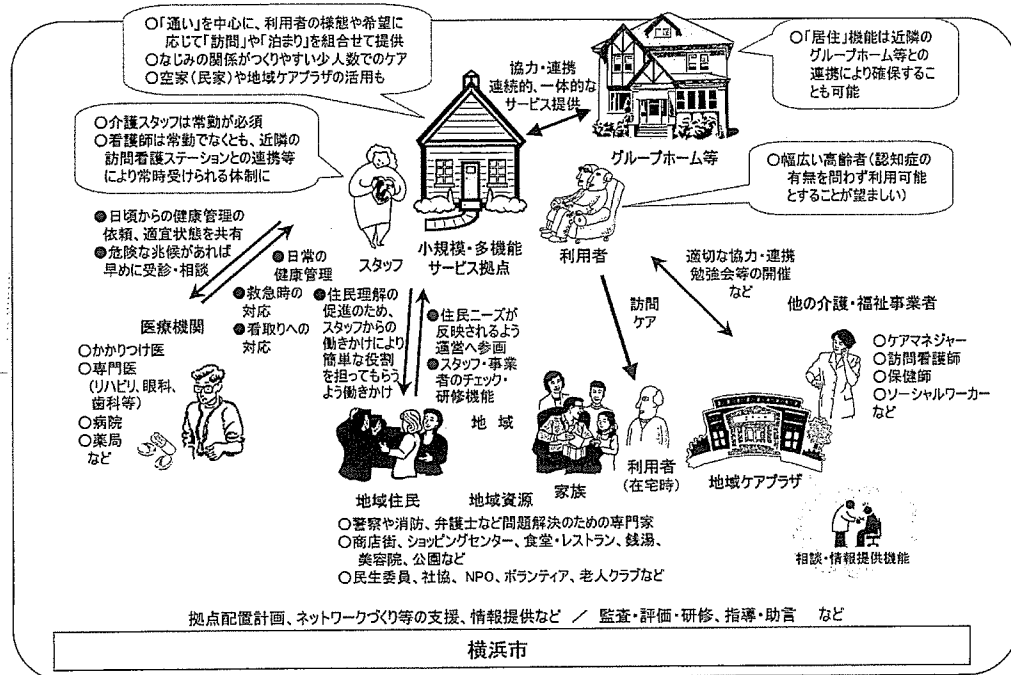 ○「通い」を中心に、利用者の様態や希望に
応じて「訪問」や「泊まり」を組合せて提供
○なじみの関係がつくりやすい少人数でのケア
○空家(民家)や地域ケアプラザの活用も
○「居住」機能は近隣の
グループホーム等との
連携により確保するこ
とも可能
協力・連携
連続的、一体的な
サービス提供
○介護スタッフは常勤が必須
○看護師は常勤でなくとも、近隣の
訪問看護ステーションとの連携等
により常時受けられる体制に
グループホーム等
○幅広い高齢者(認知症の
有無を問わず利用可能
とすることが望ましい)
●日頃からの健康管理の
依頼、適宜状態を共有
●危険な兆候があれば
早めに受診・相談
スタッフ
小規模・多機能
サービス拠点
利用者
●日常の
健康管理
●救急時の
対応
●看取りへの
対応
適切な協力・連携
勉強会等の開催
など
訪問
ケア
●住民理解の
促進のため、
スタッフからの
働きかけにより
簡単な役割
を担ってもらう
よう働きかけ
●住民ニーズが
反映されるよう
運営へ参画
●スタッフ・事業
者のチェック・
研修機能
医療機関
○かかりつけ医
○専門医
(リハビリ、眼科、
歯科等)
○病院
○薬局
など
他の介護・福祉事業者
○ケアマネジャー
○訪問看護師
○保健師
○ソーシャルワーカー
など
地 域
地域住民
地域資源
家族
利用者
(在宅時)
地域ケアプラザ
○警察や消防、弁護士など問題解決のための専門家
○商店街、ショッピングセンター、食堂・レストラン、銭湯、
美容院、公園など
○民生委員、社協、NPO、ボランティア、老人クラブなど
相談・情報提供機能
拠点配置計画、ネットワークづくり等の支援、情報提供など / 監査・評価・研修、指導・助言 など
横浜市